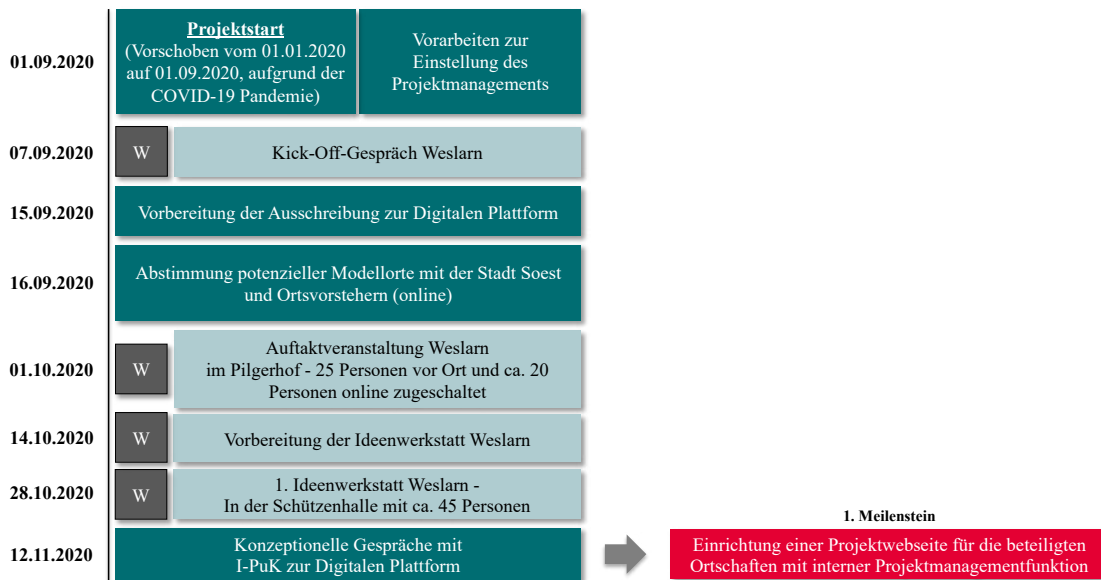 01.09.2020
Projektstart
(Vorschoben vom 01.01.2020
auf 01.09.2020, aufgrund der
COVID-19 Pandemie)
Vorarbeiten zur
Einstellung des
Projektmanagements
07.09.2020
W
Kick-Off-Gespräch Weslarn
15.09.2020
Vorbereitung der Ausschreibung zur Digitalen Plattform
16.09.2020
Abstimmung potenzieller Modellorte mit der Stadt Soest
und Ortsvorstehern (online)
01.10.2020
W
Auftaktveranstaltung Weslarn
im Pilgerhof - 25 Personen vor Ort und ca. 20
Personen online zugeschaltet
14.10.2020
W
Vorbereitung der Ideenwerkstatt Weslarn
28.10.2020
W
1. Ideenwerkstatt Weslarn -
In der Schützenhalle mit ca. 45 Personen
12.11.2020
Konzeptionelle Gespräche mit
I-PuK zur Digitalen Plattform
1. Meilenstein
Einrichtung einer Projektwebseite für die beteiligten
Ortschaften mit interner Projektmanagementfunktion